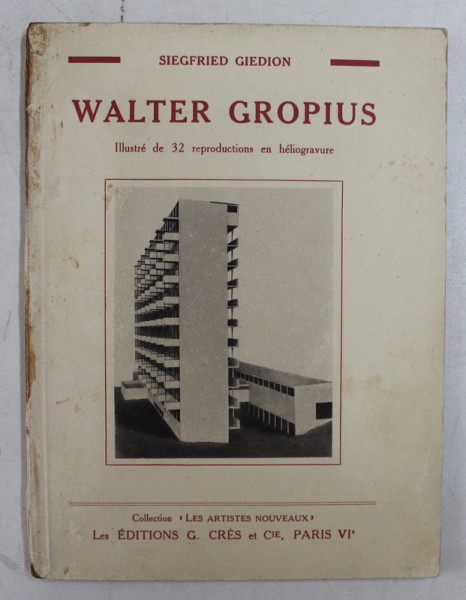 SIEGFRIED GIEDION
WALTER GROPIUS
Illustré de 32 reproductions en héliogravure
Collection "LES ARTISTES NOUVEAUX"
Les ÉDITIONS G. CRÈS et CIE, PARIS VIᵉ